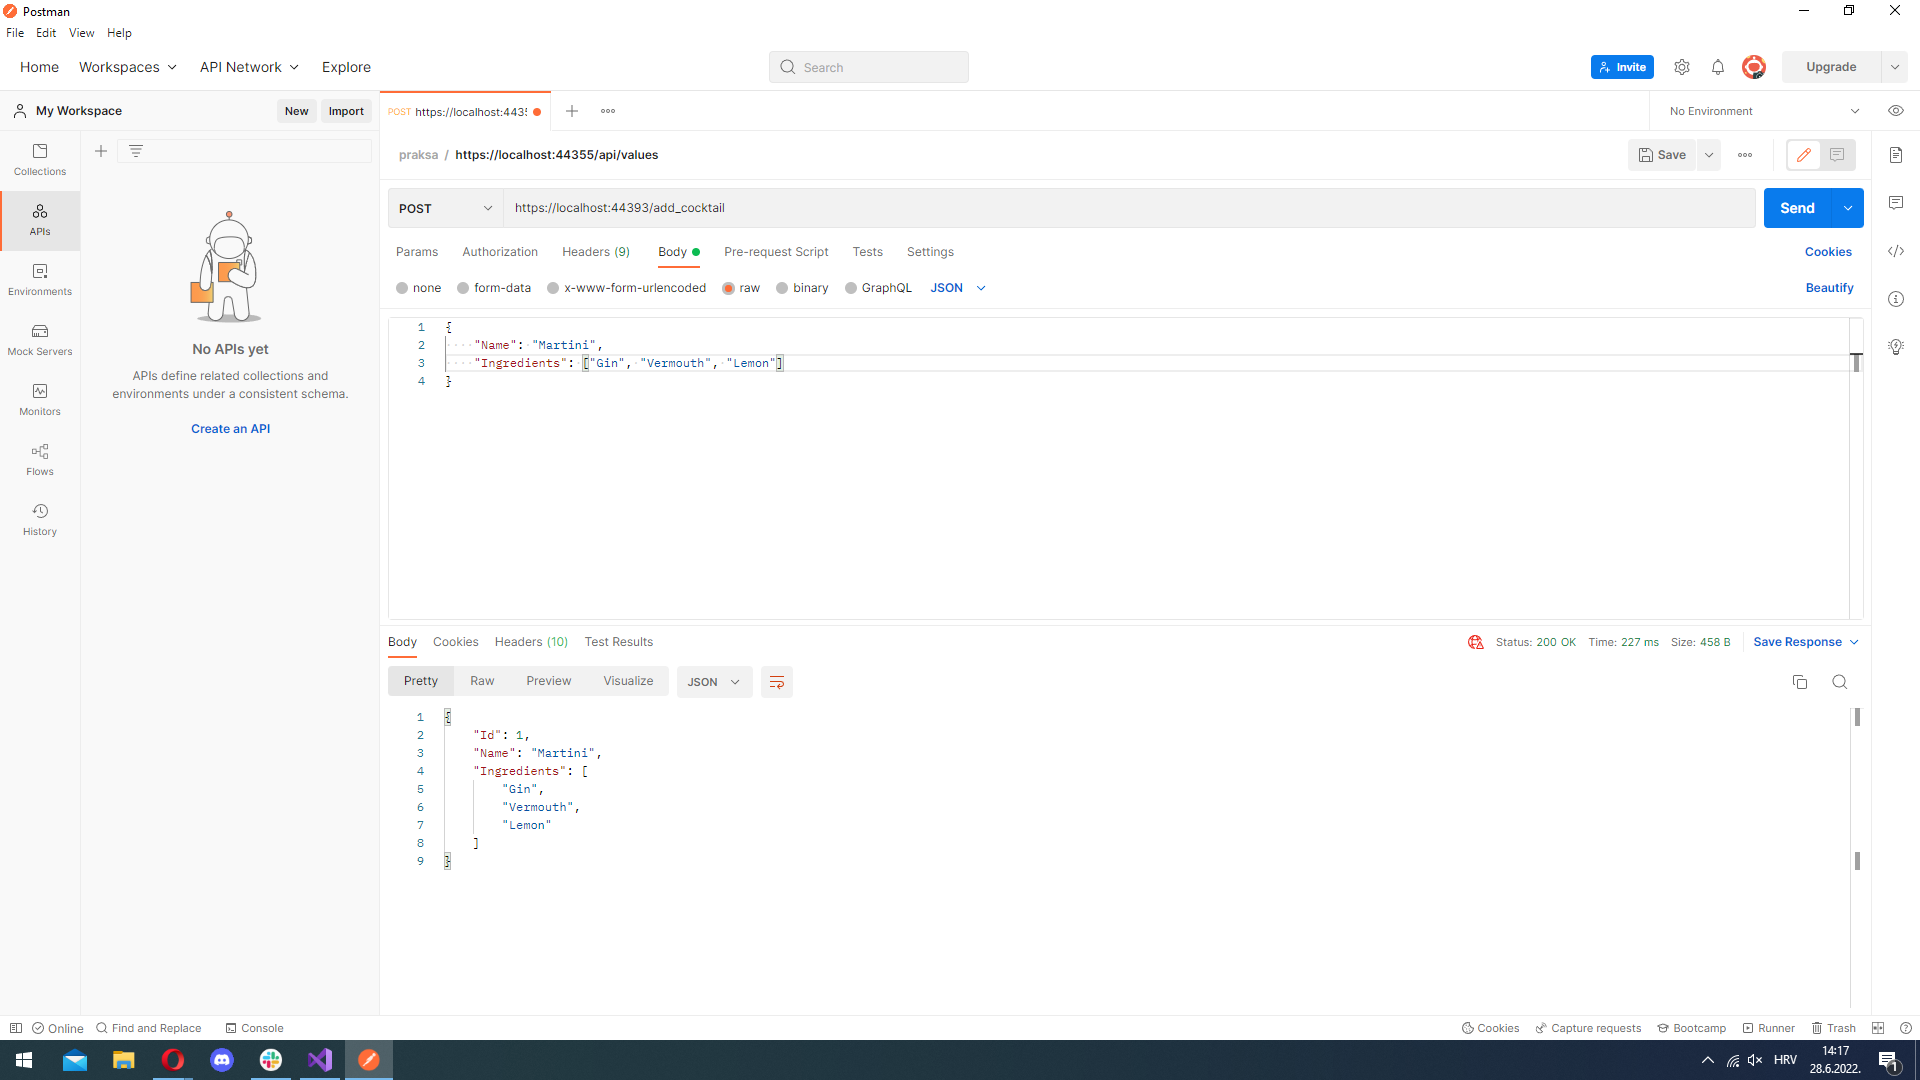 Postman
File Edit View Help
Home Workspaces API Network Explore Search Invite Upgrade
My Workspace New Import POST https://localhost:4435 No Environment
praksa / https://localhost:44355/api/values Save
Collections
APIs
Environments
Mock Servers
Monitors
Flows
History
No APIs yet
APIs define related collections and
environments under a consistent schema.
Create an API
POST https://localhost:44393/add_cocktail Send
Params Authorization Headers (9) Body Pre-request Script Tests Settings Cookies
none form-data x-www-form-urlencoded raw binary GraphQL JSON Beautify
1 {
2 "Name": "Martini",
3 "Ingredients": ["Gin", "Vermouth", "Lemon"]
4 }
Body Cookies Headers (10) Test Results Status: 200 OK Time: 227 ms Size: 458 B Save Response
Pretty Raw Preview Visualize JSON
1 {
2 "Id": 1,
3 "Name": "Martini",
4 "Ingredients": [
5 "Gin",
6 "Vermouth",
7 "Lemon"
8 ]
9 }
Online Find and Replace Console Cookies Capture requests Bootcamp Runner Trash
HRV 14:17
28.6.2022. 1